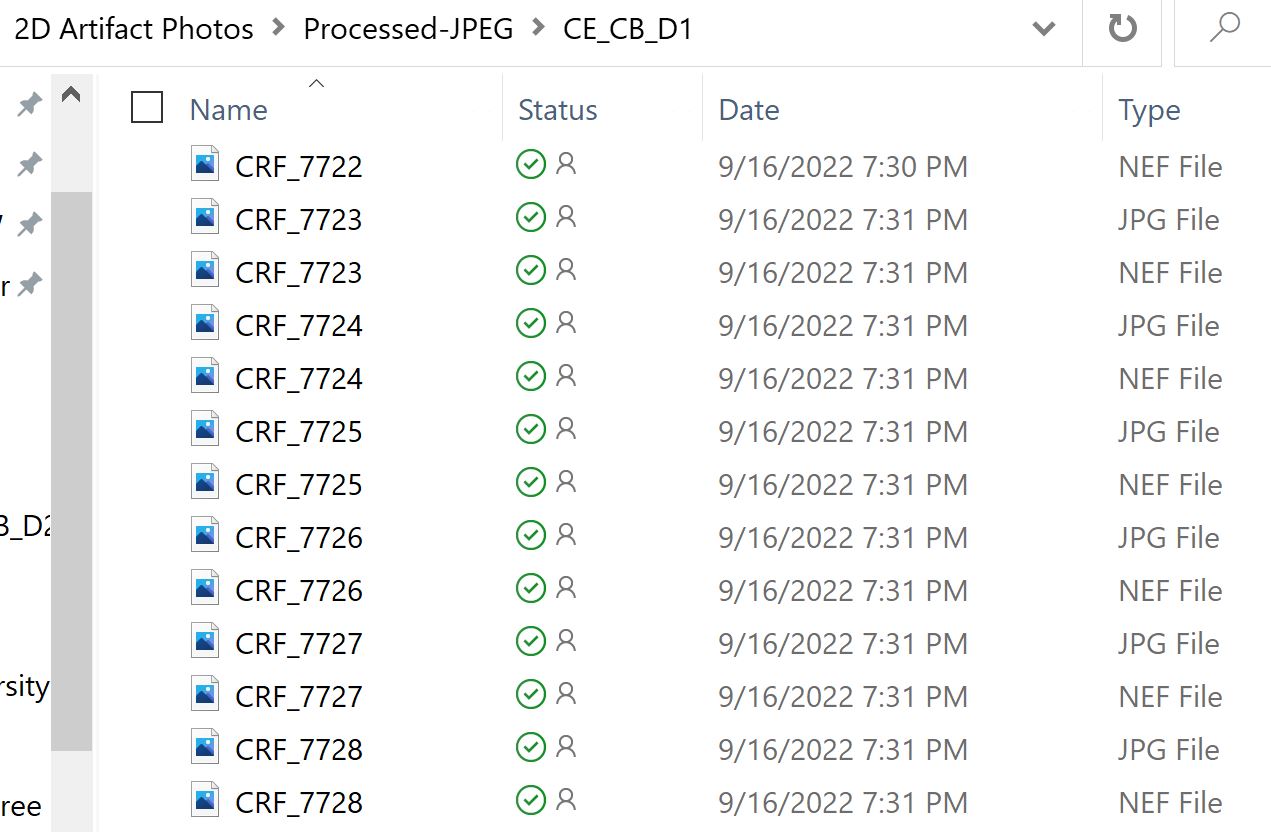 2D Artifact Photos > Processed-JPEG > CE_CB_D1
Name Status Date Type
CRF_7722 9/16/2022 7:30 PM NEF File
CRF_7723 9/16/2022 7:31 PM JPG File
CRF_7723 9/16/2022 7:31 PM NEF File
r
CRF_7724 9/16/2022 7:31 PM JPG File
CRF_7724 9/16/2022 7:31 PM NEF File
CRF_7725 9/16/2022 7:31 PM JPG File
CRF_7725 9/16/2022 7:31 PM NEF File
B_D2
CRF_7726 9/16/2022 7:31 PM JPG File
CRF_7726 9/16/2022 7:31 PM NEF File
CRF_7727 9/16/2022 7:31 PM JPG File
rsity
CRF_7727 9/16/2022 7:31 PM NEF File
CRF_7728 9/16/2022 7:31 PM JPG File
ree
CRF_7728 9/16/2022 7:31 PM NEF File